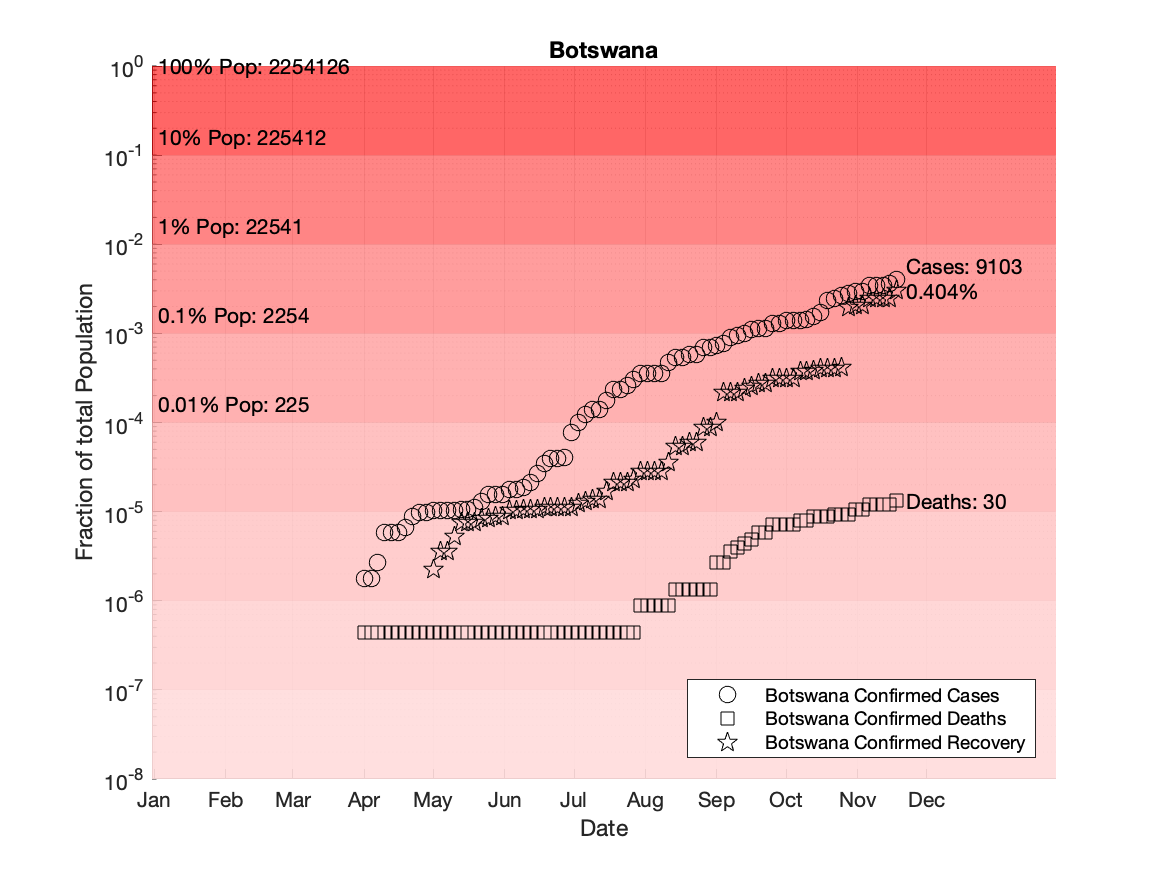 Botswana
10^0
100% Pop: 2254126
10% Pop: 225412
10^-1
1% Pop: 22541
10^-2
Cases: 9103
0.404%
0.1% Pop: 2254
10^-3
0.01% Pop: 225
10^-4
10^-5
Deaths: 30
10^-6
10^-7
10^-8
Fraction of total Population
Botswana Confirmed Cases
Botswana Confirmed Deaths
Botswana Confirmed Recovery
Jan Feb Mar Apr May Jun Jul Aug Sep Oct Nov Dec
Date